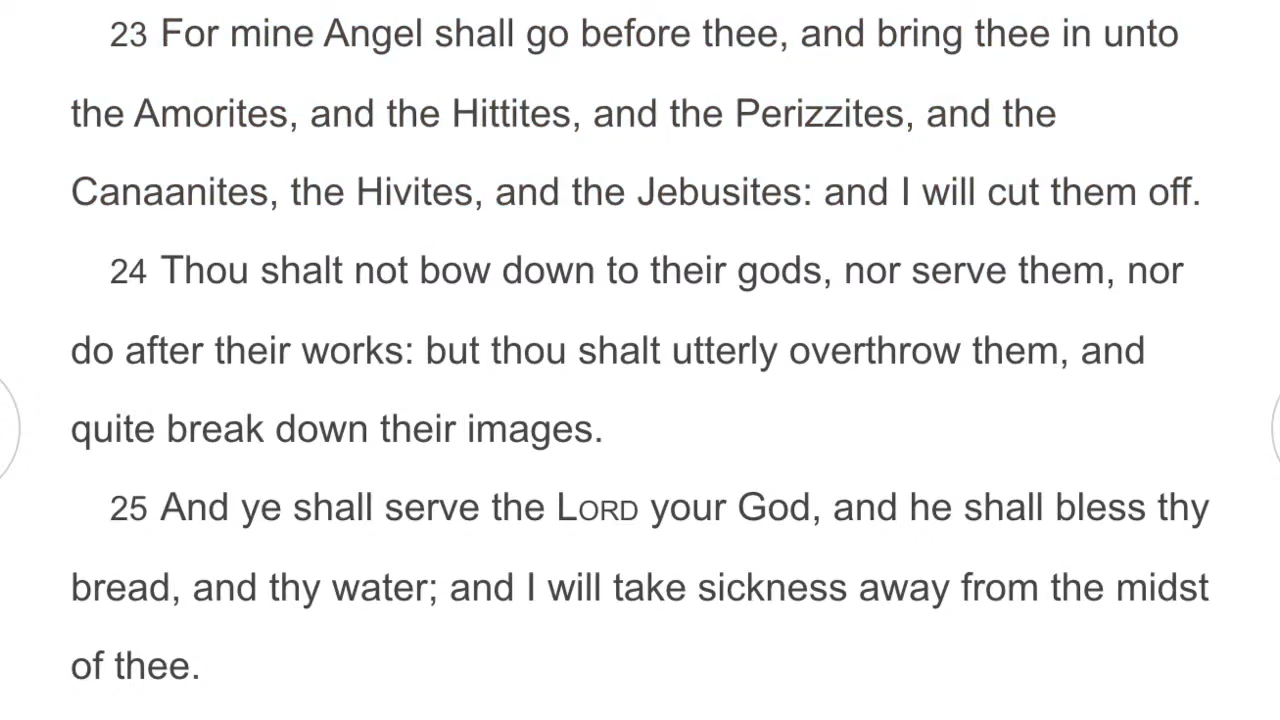 23 For mine Angel shall go before thee, and bring thee in unto
the Amorites, and the Hittites, and the Perizzites, and the
Canaanites, the Hivites, and the Jebusites: and I will cut them off.
24 Thou shalt not bow down to their gods, nor serve them, nor
do after their works: but thou shalt utterly overthrow them, and
quite break down their images.
25 And ye shall serve the LORD your God, and he shall bless thy
bread, and thy water; and I will take sickness away from the midst
of thee.